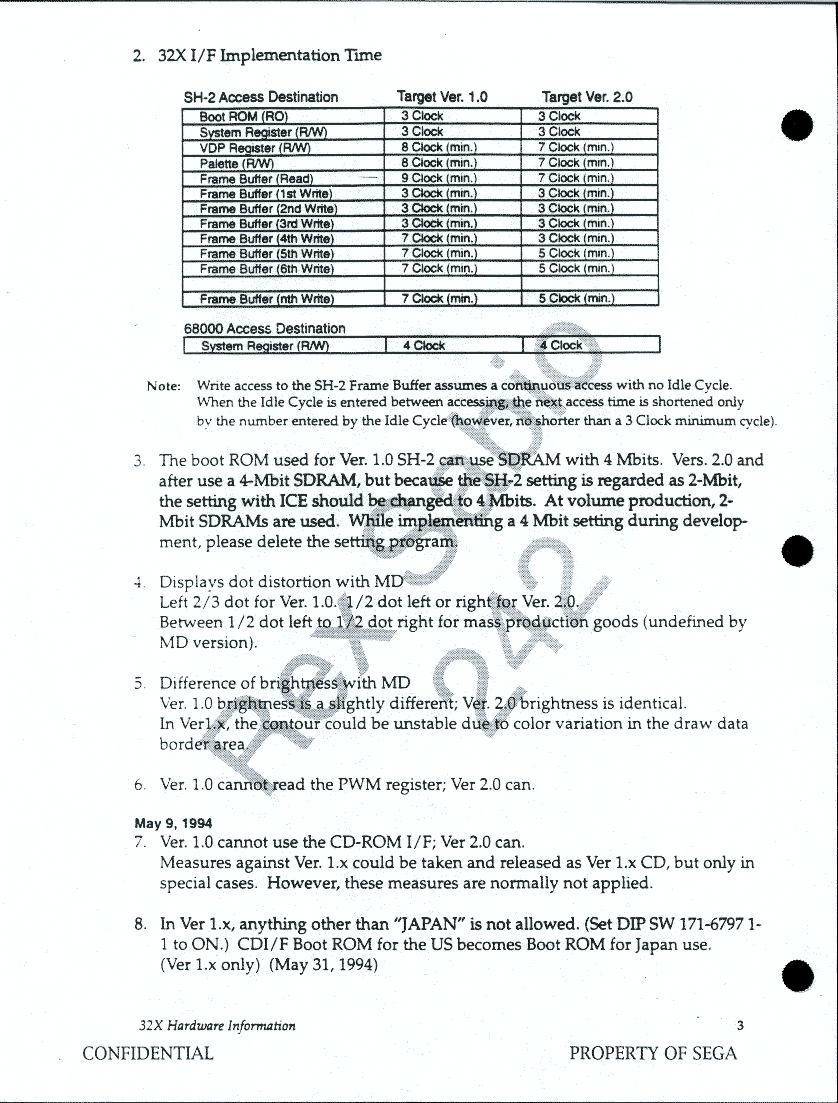 2. 32X I/F Implementation Time
SH-2 Access Destination Target Ver. 1.0 Target Ver. 2.0
Boot ROM (RO) 3 Clock 3 Clock
System Register (R/W) 3 Clock 3 Clock
VDP Register (R/W) 8 Clock (min.) 7 Clock (min.)
Palette (R/W) 8 Clock (min.) 7 Clock (min.)
Frame Buffer (Read) 9 Clock (min.) 7 Clock (min.)
Frame Buffer (1st Write) 3 Clock (min.) 3 Clock (min.)
Frame Buffer (2nd Write) 3 Clock (min.) 3 Clock (min.)
Frame Buffer (3rd Write) 3 Clock (min.) 3 Clock (min.)
Frame Buffer (4th Write) 7 Clock (min.) 3 Clock (min.)
Frame Buffer (5th Write) 7 Clock (min.) 5 Clock (min.)
Frame Buffer (6th Write) 7 Clock (min.) 5 Clock (min.)
Frame Buffer (nth Write) 7 Clock (min.) 5 Clock (min.)
68000 Access Destination
System Register (R/W) 4 Clock 4 Clock
Note: Write access to the SH-2 Frame Buffer assumes a continuous access with no Idle Cycle.
When the Idle Cycle is entered between accessing, the next access time is shortened only
by the number entered by the Idle Cycle (however, no shorter than a 3 Clock minimum cycle).
3. The boot ROM used for Ver. 1.0 SH-2 can use SDRAM with 4 Mbits. Vers. 2.0 and
after use a 4-Mbit SDRAM, but because the SH-2 setting is regarded as 2-Mbit,
the setting with ICE should be changed to 4 Mbits. At volume production, 2-
Mbit SDRAMs are used. While implementing a 4 Mbit setting during develop-
ment, please delete the setting program.
4. Displays dot distortion with MD
Left 2/3 dot for Ver. 1.0. 1/2 dot left or right for Ver. 2.0.
Between 1/2 dot left to 1/2 dot right for mass production goods (undefined by
MD version).
5. Difference of brightness with MD
Ver. 1.0 brightness is a slightly different; Ver. 2.0 brightness is identical.
In Ver1.x, the contour could be unstable due to color variation in the draw data
border area.
6. Ver. 1.0 cannot read the PWM register; Ver 2.0 can.
May 9, 1994
7. Ver. 1.0 cannot use the CD-ROM I/F; Ver 2.0 can.
Measures against Ver. 1.x could be taken and released as Ver 1.x CD, but only in
special cases. However, these measures are normally not applied.
8. In Ver 1.x, anything other than "JAPAN" is not allowed. (Set DIP SW 171-6797 1-
1 to ON.) CDI/F Boot ROM for the US becomes Boot ROM for Japan use.
(Ver 1.x only) (May 31, 1994)
32X Hardware Information 3
CONFIDENTIAL PROPERTY OF SEGA
Rex Sabio
242